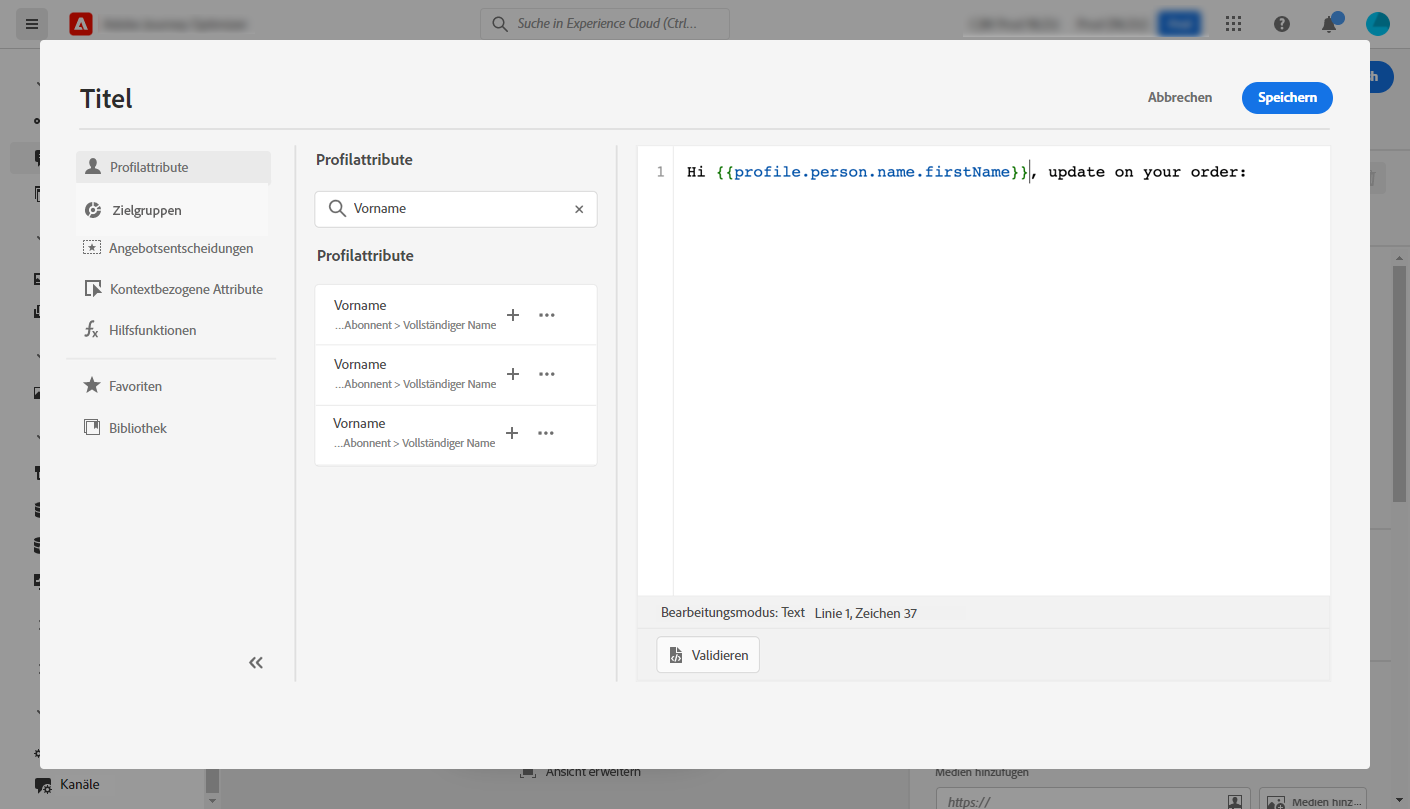 Suche in Experience Cloud (Ctrl...
Titel
Abbrechen
Speichern
h
Profilattribute
Zielgruppen
Angebotsentscheidungen
Kontextbezogene Attribute
Hilfsfunktionen
Favoriten
Bibliothek
Profilattribute
Vorname
Profilattribute
Vorname
...Abonnent > Vollständiger Name
Vorname
...Abonnent > Vollständiger Name
Vorname
...Abonnent > Vollständiger Name
1 Hi {{profile.person.name.firstName}}, update on your order:
Bearbeitungsmodus: Text Linie 1, Zeichen 37
Validieren
Kanäle
Ansicht erweitern
Medien hinzufügen
https://
Medien hinz...